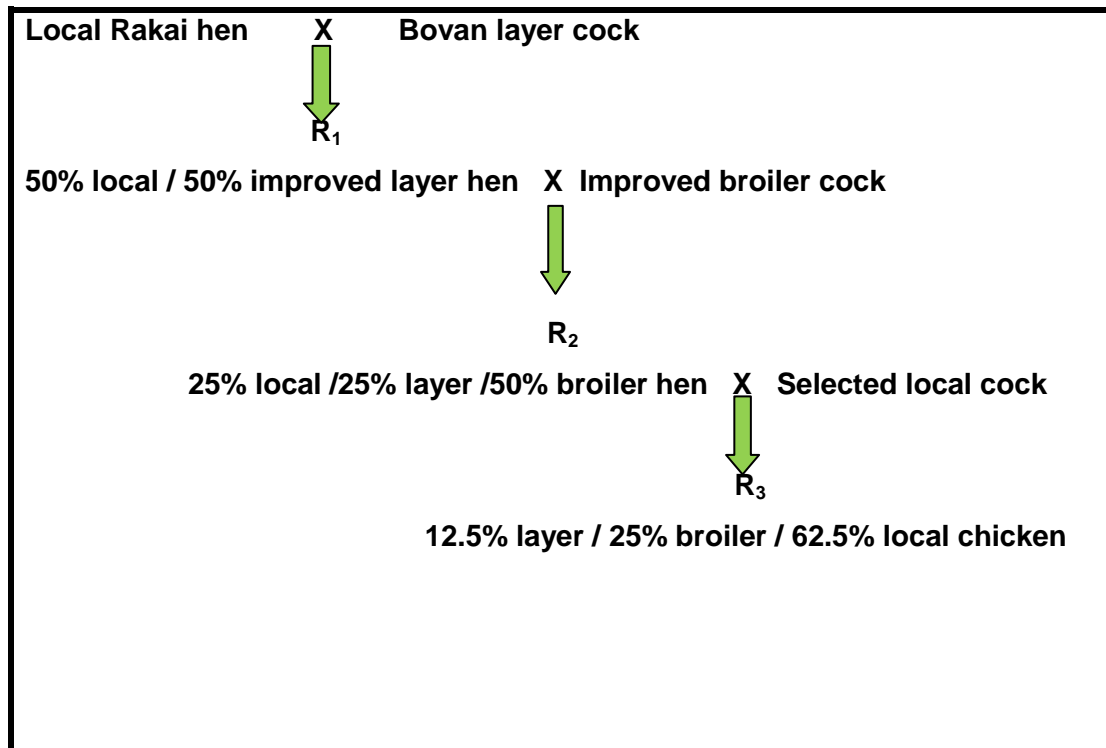 Local Rakai hen X Bovan layer cock
R₁
50% local / 50% improved layer hen X Improved broiler cock
R₂
25% local /25% layer /50% broiler hen X Selected local cock
R₃
12.5% layer / 25% broiler / 62.5% local chicken